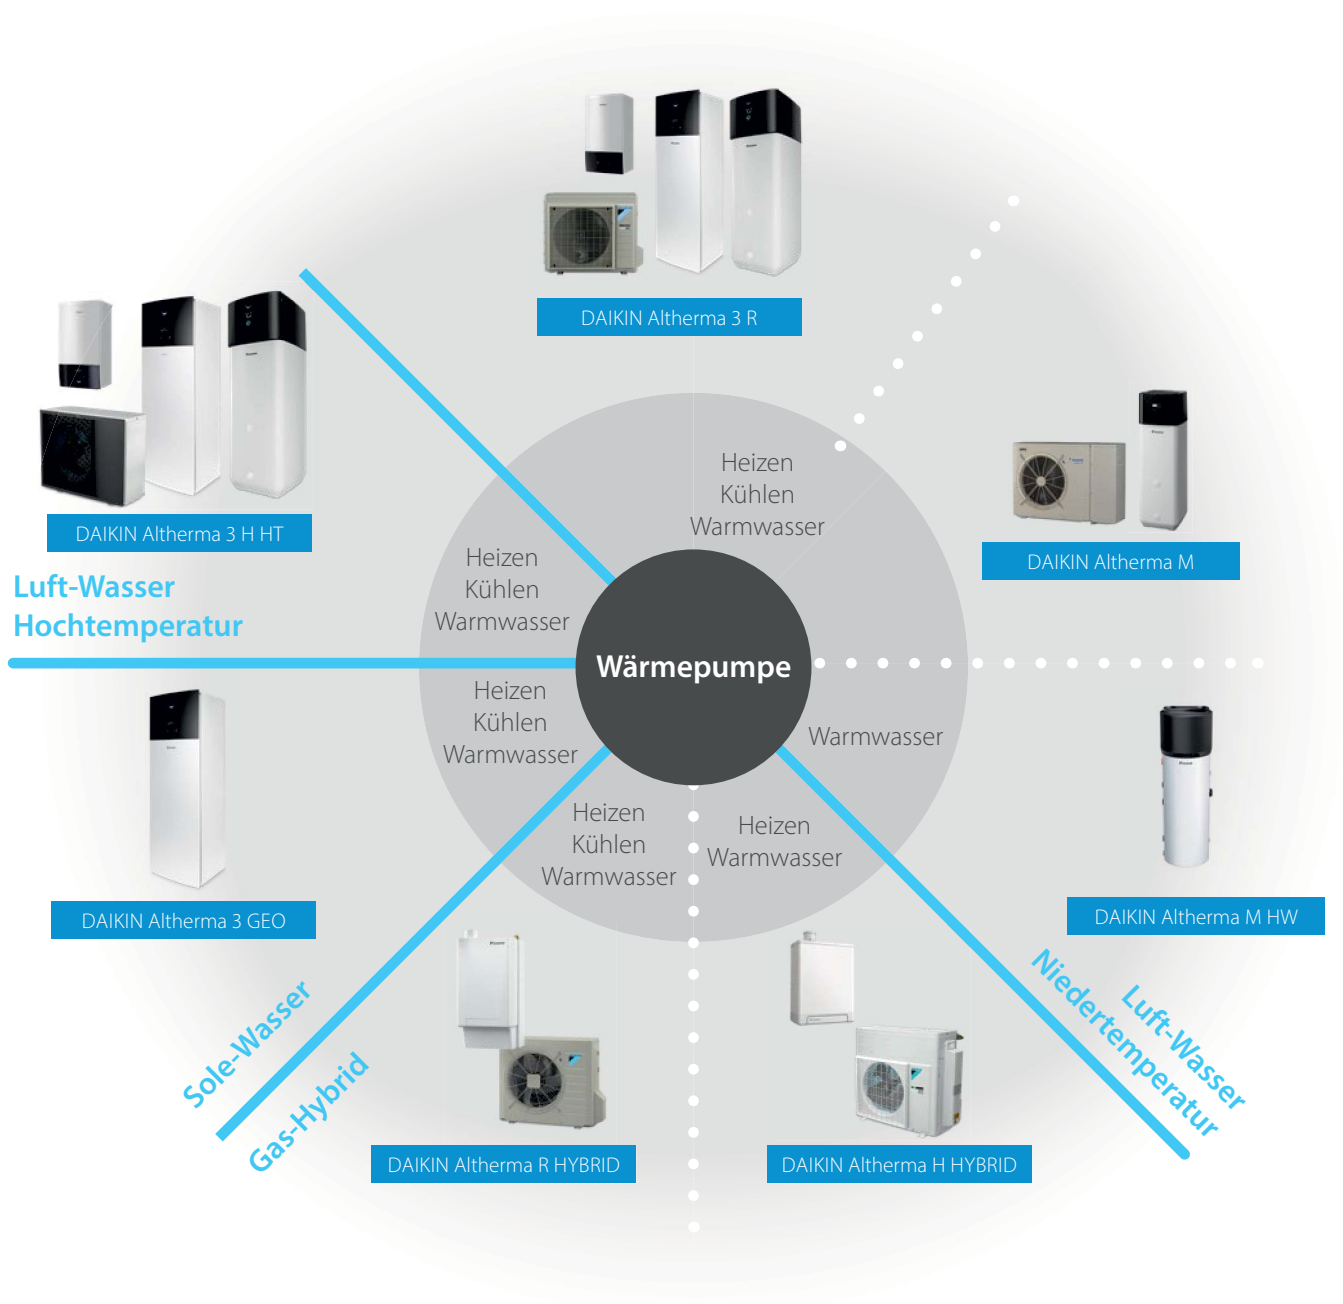 DAIKIN Altherma 3 R
DAIKIN Altherma 3 H HT
Luft-Wasser
Hochtemperatur
Heizen
Kühlen
Warmwasser
Heizen
Kühlen
Warmwasser
DAIKIN Altherma M
Wärmepumpe
Heizen
Kühlen
Warmwasser
Warmwasser
Heizen
Kühlen
Warmwasser
Heizen
Warmwasser
DAIKIN Altherma 3 GEO
DAIKIN Altherma M HW
Sole-Wasser
Gas-Hybrid
Luft-Wasser
Niedertemperatur
DAIKIN Altherma R HYBRID
DAIKIN Altherma H HYBRID